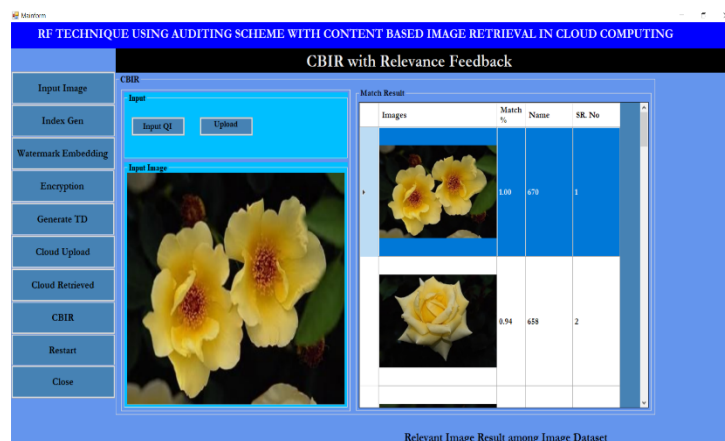 Mainfrm
RF TECHNIQUE USING AUDITING SCHEME WITH CONTENT BASED IMAGE RETRIEVAL IN CLOUD COMPUTING
CBIR with Relevance Feedback
Input Image
Index Gen
Watermark Embedding
Encryption
Generate TD
Cloud Upload
Cloud Retrieved
CBIR
Restart
Close
CBIR
Input
Input QI
Upload
Input Image
Match Result
Images Match % Name SR. No
1.00 670 1
0.94 658 2
Relevant Image Result among Image Dataset